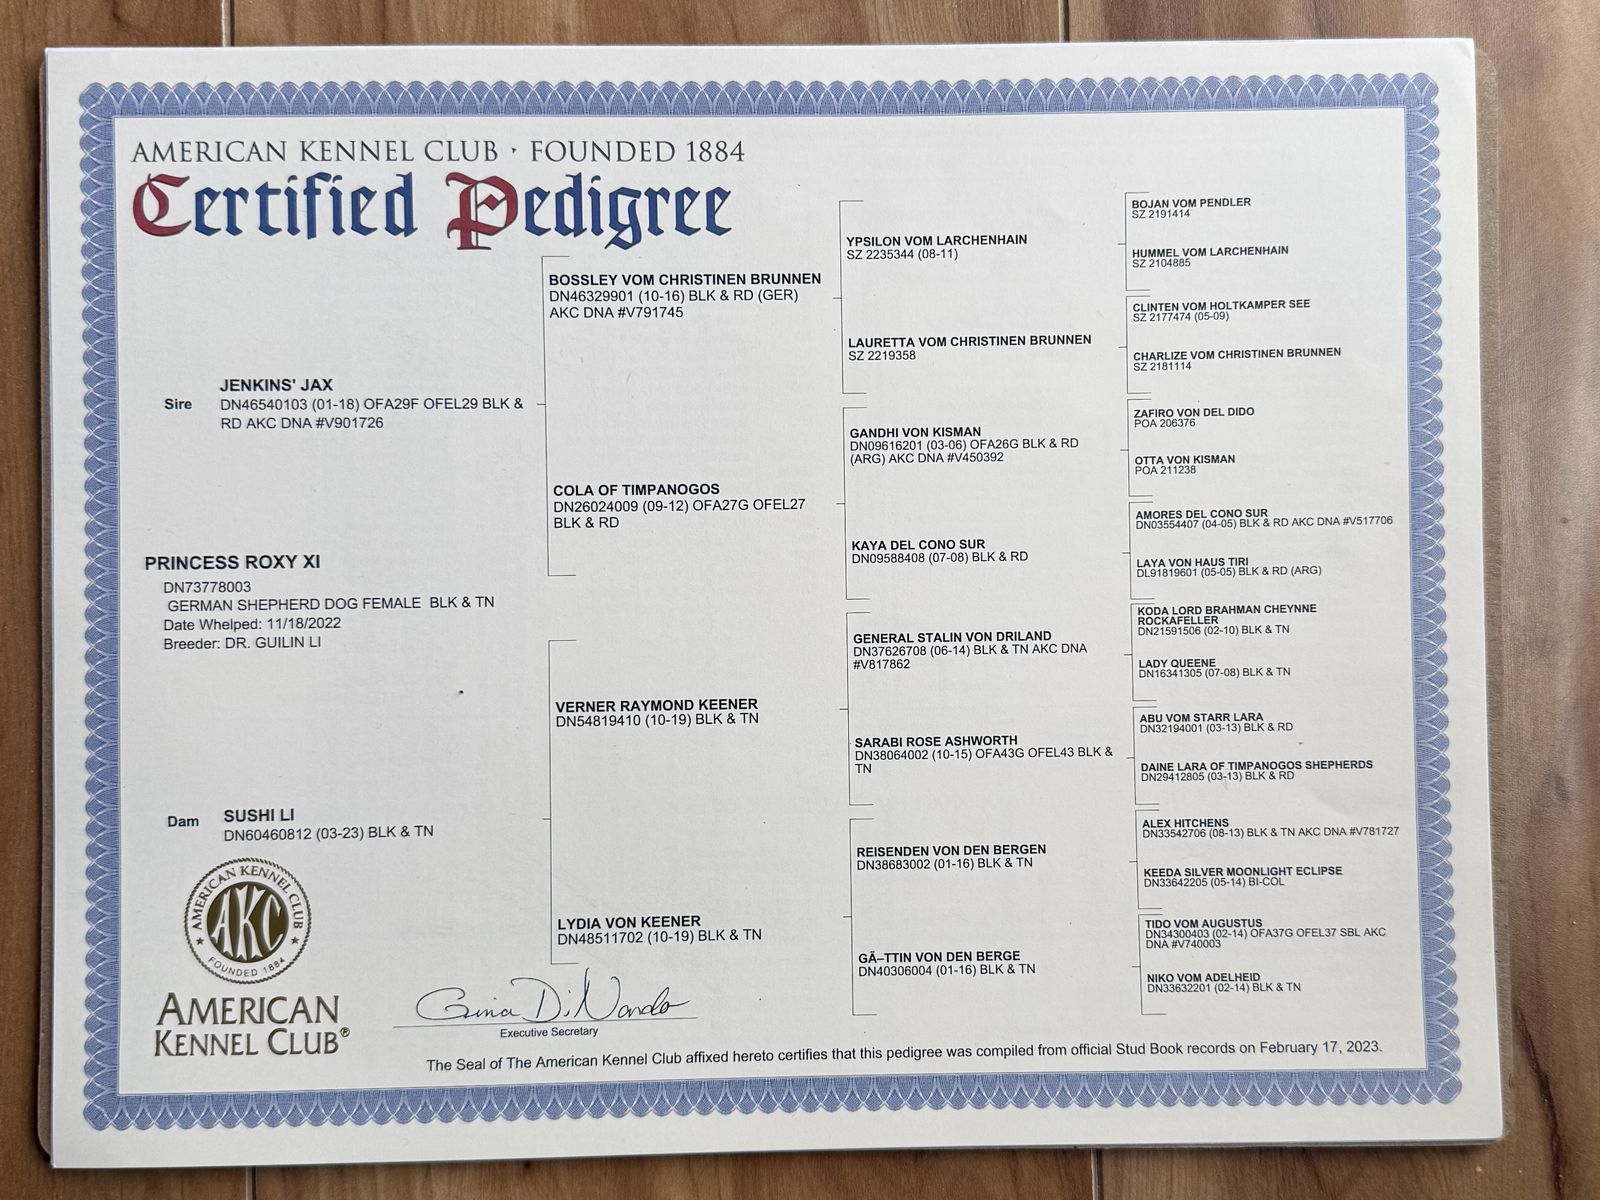 AMERICAN KENNEL CLUB · FOUNDED 1884
Certified Pedigree
Sire
JENKINS' JAX
DN46540103 (01-18) OFA29F OFEL29 BLK &
RD AKC DNA #V901726
PRINCESS ROXY XI
DN73778003
GERMAN SHEPHERD DOG FEMALE BLK & TN
Date Whelped: 11/18/2022
Breeder: DR. GUILIN LI
Dam
SUSHI LI
DN60460812 (03-23) BLK & TN
BOSSLEY VOM CHRISTINEN BRUNNEN
DN46329901 (10-16) BLK & RD (GER)
AKC DNA #V791745
COLA OF TIMPANOGOS
DN26024009 (09-12) OFA27G OFEL27
BLK & RD
VERNER RAYMOND KEENER
DN54819410 (10-19) BLK & TN
LYDIA VON KEENER
DN48511702 (10-19) BLK & TN
YPSILON VOM LARCHENHAIN
SZ 2235344 (08-11)
LAURETTA VOM CHRISTINEN BRUNNEN
SZ 2219358
GANDHI VON KISMAN
DN09616201 (03-06) OFA26G BLK & RD
(ARG) AKC DNA #V450392
KAYA DEL CONO SUR
DN09588408 (07-08) BLK & RD
GENERAL STALIN VON DRILAND
DN37626708 (06-14) BLK & TN AKC DNA
#V817862
SARABI ROSE ASHWORTH
DN38064002 (10-15) OFA43G OFEL43 BLK &
TN
REISENDEN VON DEN BERGEN
DN38683002 (01-16) BLK & TN
GÄ–TTIN VON DEN BERGE
DN40306004 (01-16) BLK & TN
BOJAN VOM PENDLER
SZ 2191414
HUMMEL VOM LARCHENHAIN
SZ 2104885
CLINTEN VOM HOLTKAMPER SEE
SZ 2177474 (05-09)
CHARLIZE VOM CHRISTINEN BRUNNEN
SZ 2181114
ZAFIRO VON DEL DIDO
POA 206376
OTTA VON KISMAN
POA 211238
AMORES DEL CONO SUR
DN03554407 (04-05) BLK & RD AKC DNA #V517706
LAYA VON HAUS TIRI
DL91819601 (05-05) BLK & RD (ARG)
KODA LORD BRAHMAN CHEYNNE
ROCKAFELLER
DN21591506 (02-10) BLK & TN
LADY QUEENE
DN16341305 (07-08) BLK & TN
ABU VOM STARR LARA
DN32194001 (03-13) BLK & RD
DAINE LARA OF TIMPANOGOS SHEPHERDS
DN29412805 (03-13) BLK & RD
ALEX HITCHENS
DN33542706 (08-13) BLK & TN AKC DNA #V781727
KEEDA SILVER MOONLIGHT ECLIPSE
DN33642205 (05-14) BI-COL
TIDO VOM AUGUSTUS
DN34300403 (02-14) OFA37G OFEL37 SBL AKC
DNA #V740003
NIKO VOM ADELHEID
DN33632201 (02-14) BLK & TN
AMERICAN KENNEL CLUB
AKC
FOUNDED 1884
AMERICAN
KENNEL CLUB®
Gina DiNardo
Executive Secretary
The Seal of The American Kennel Club affixed hereto certifies that this pedigree was compiled from official Stud Book records on February 17, 2023.